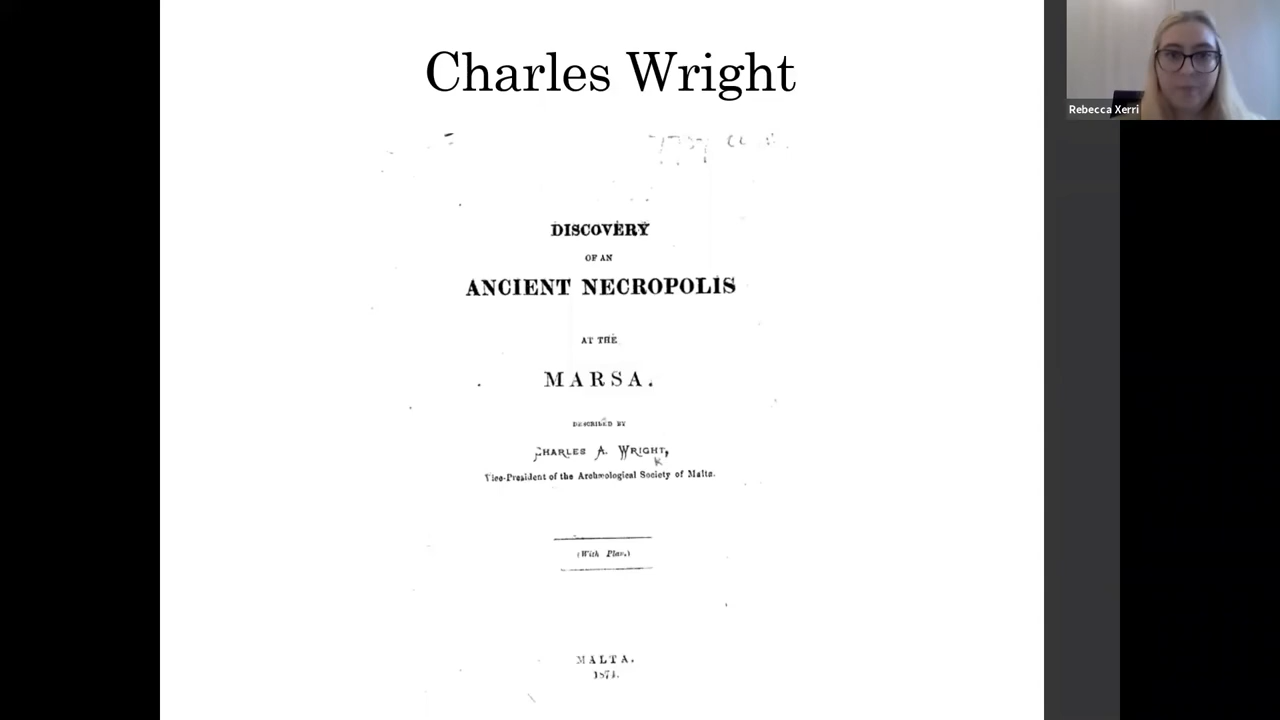 Charles Wright
Rebecca Xerri
DISCOVERY
OF AN
ANCIENT NECROPOLIS
AT THE
MARSA.
DESCRIBED BY
CHARLES A. WRIGHT,
Vice-President of the Archæological Society of Malta.
(With Plan.)
MALTA.